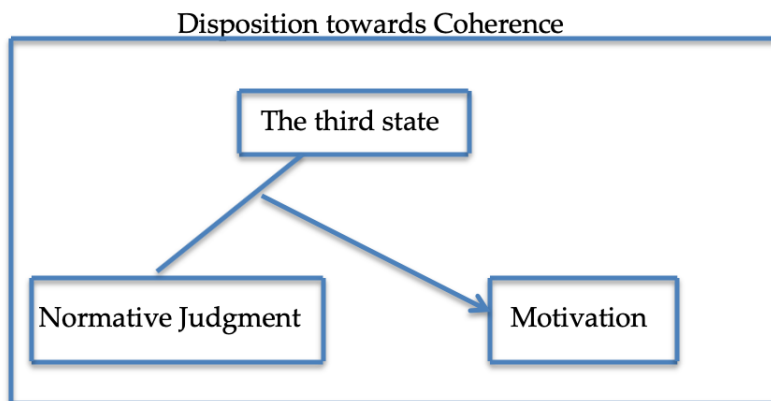 Disposition towards Coherence
The third state
Normative Judgment
Motivation